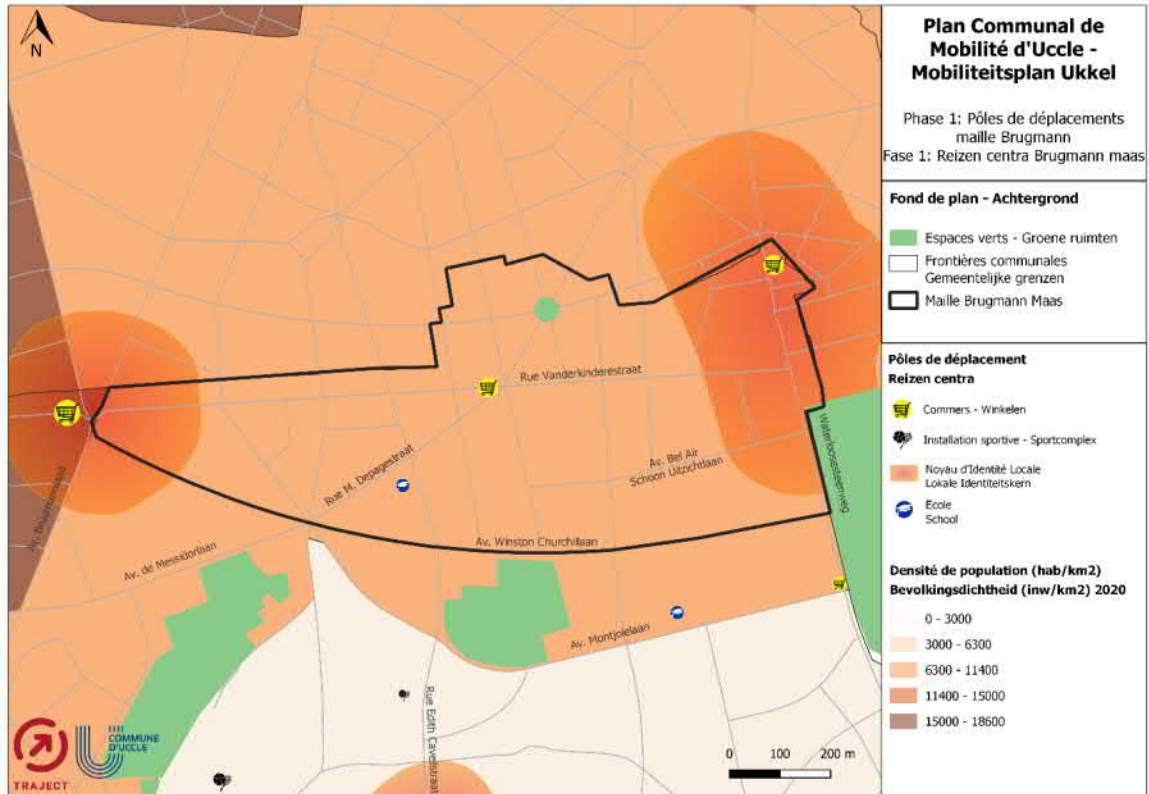 N
Rue Vanderkinderestraat
Rue M. Depagestraat
Av. Bel Air
Schoon Uitzochtlaan
Waterloosesteenweg
Av. Winston Churchillaan
Av. de Messidorlaan
Av. Montjoielaan
Rue Edith Cavellstraat
0 100 200 m
TRAJECT
COMMUNE
D'UCCLE
Plan Communal de
Mobilité d'Uccle -
Mobiliteitsplan Ukkel
Phase 1: Pôles de déplacements
maille Brugmann
Fase 1: Reizen centra Brugmann maas
Fond de plan - Achtergrond
Espaces verts - Groene ruimten
Frontières communales
Gemeentelijke grenzen
Maille Brugmann Maas
Pôles de déplacement
Reizen centra
Commers - Winkelen
Installation sportive - Sportcomplex
Noyau d'Identité Locale
Lokale Identiteitskern
Ecole
School
Densité de population (hab/km2)
Bevolkingsdichtheid (inw/km2) 2020
0 - 3000
3000 - 6300
6300 - 11400
11400 - 15000
15000 - 18600